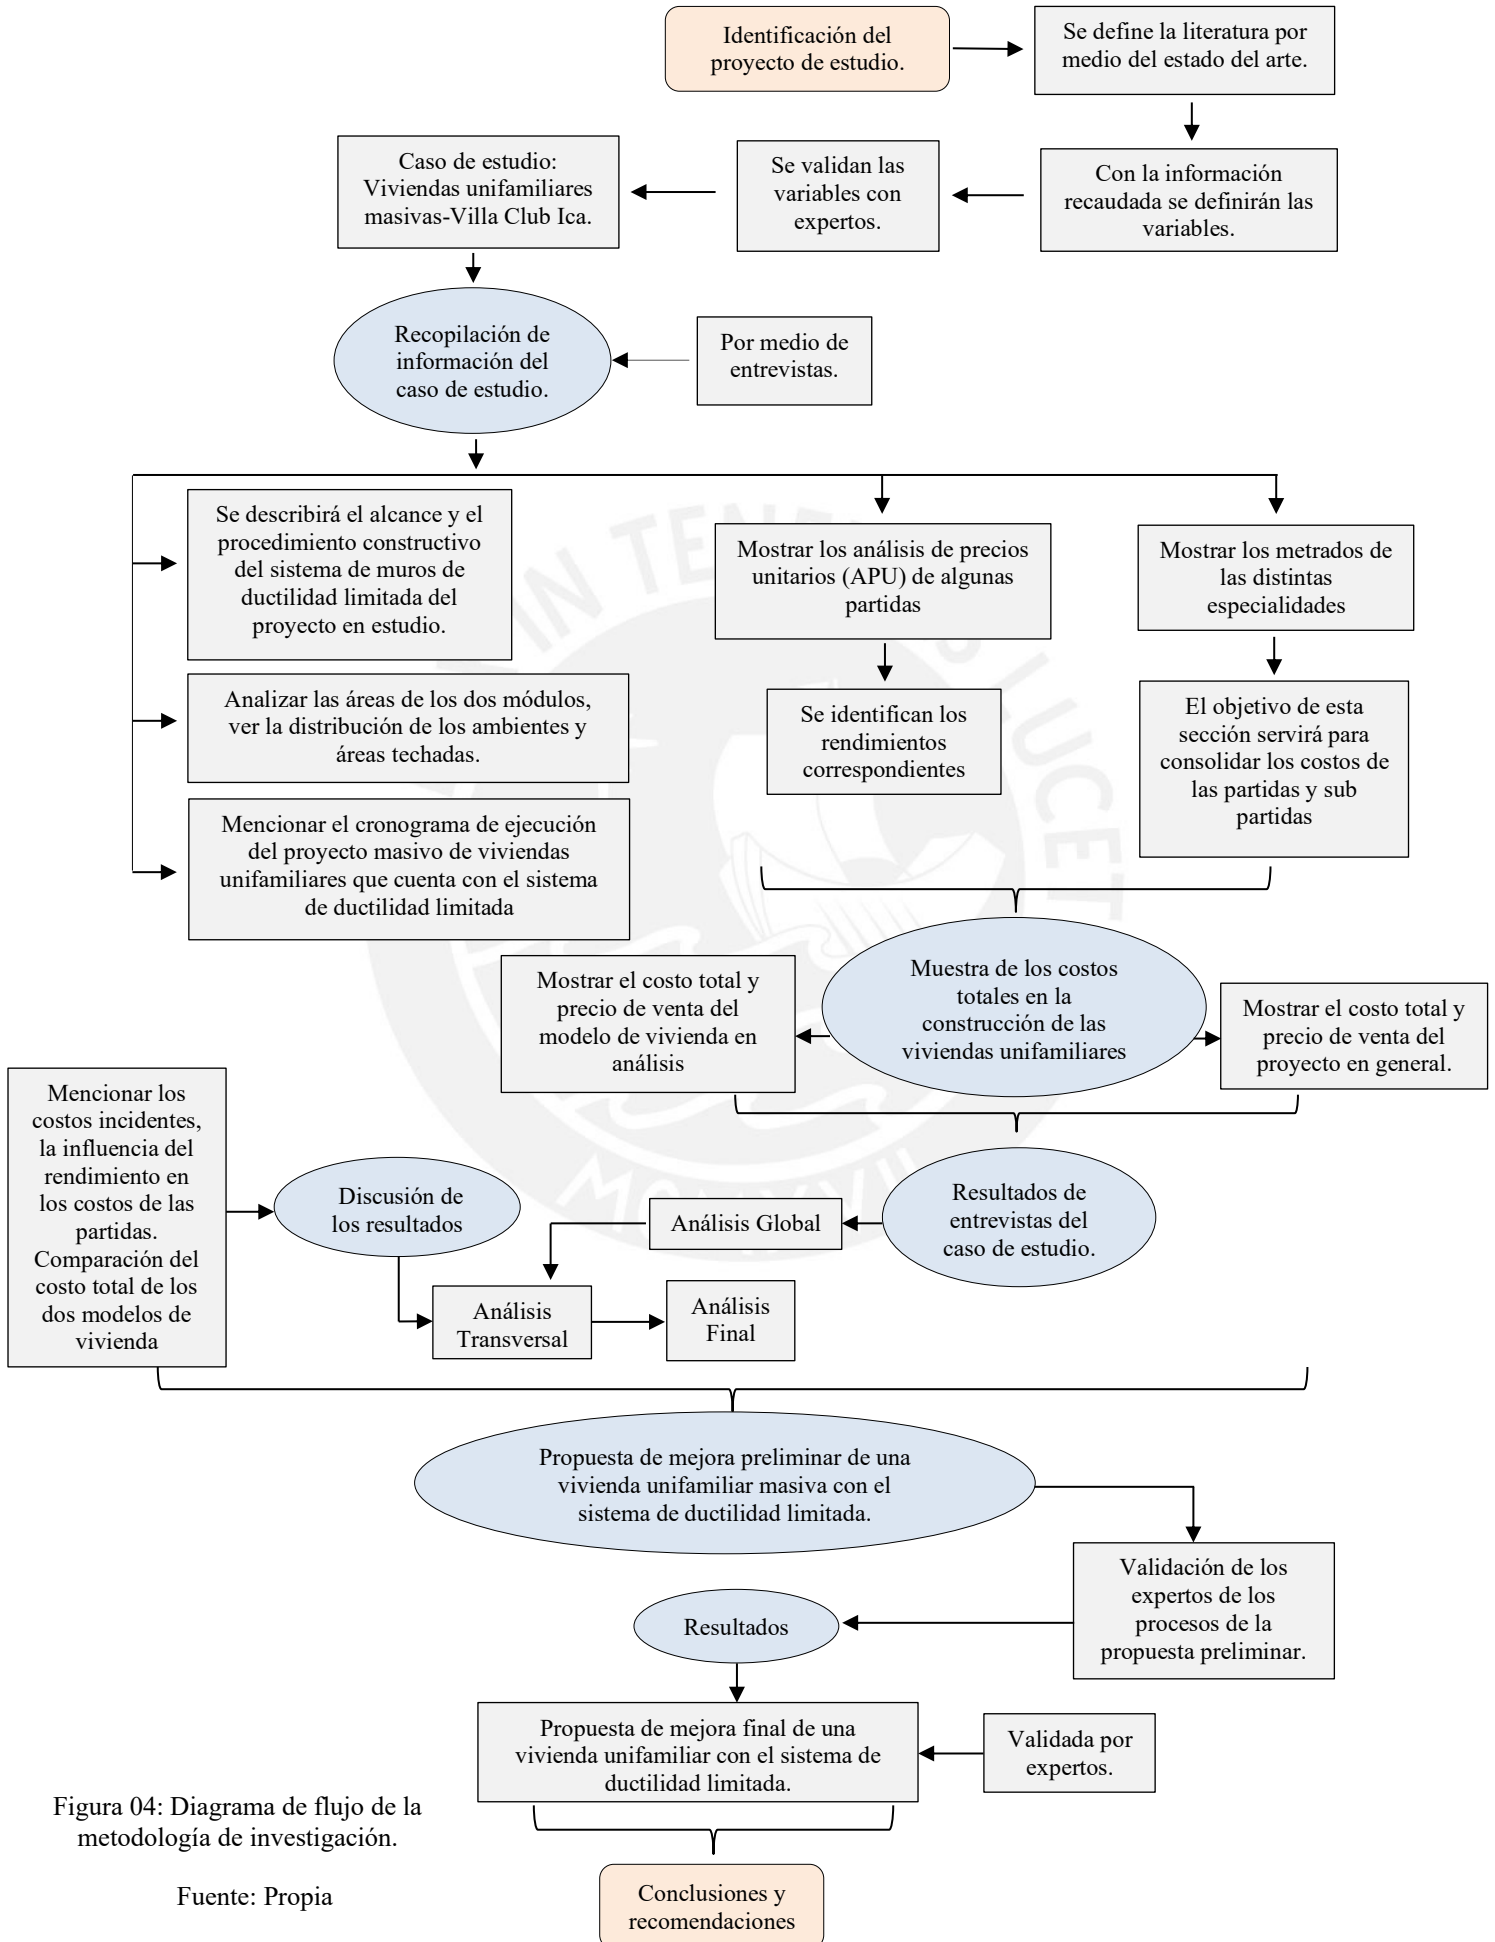 Identificación del
proyecto de estudio.
Se define la literatura por
medio del estado del arte.
Caso de estudio:
Viviendas unifamiliares
masivas-Villa Club Ica.
Se validan las
variables con
expertos.
Con la información
recaudada se definirán las
variables.
Recopilación de
información del
caso de estudio.
Por medio de
entrevistas.
Se describirá el alcance y el
procedimiento constructivo
del sistema de muros de
ductilidad limitada del
proyecto en estudio.
Mostrar los análisis de precios
unitarios (APU) de algunas
partidas
Mostrar los metrados de
las distintas
especialidades
Analizar las áreas de los dos módulos,
ver la distribución de los ambientes y
áreas techadas.
Se identifican los
rendimientos
correspondientes
El objetivo de esta
sección servirá para
consolidar los costos de
las partidas y sub
partidas
Mencionar el cronograma de ejecución
del proyecto masivo de viviendas
unifamiliares que cuenta con el sistema
de ductilidad limitada
Mostrar el costo total y
precio de venta del
modelo de vivienda en
análisis
Muestra de los costos
totales en la
construcción de las
viviendas unifamiliares
Mostrar el costo total y
precio de venta del
proyecto en general.
Mencionar los
costos incidentes,
la influencia del
rendimiento en
los costos de las
partidas.
Comparación del
costo total de los
dos modelos de
vivienda
Discusión de
los resultados
Análisis Global
Resultados de
entrevistas del
caso de estudio.
Análisis
Transversal
Análisis
Final
Propuesta de mejora preliminar de una
vivienda unifamiliar masiva con el
sistema de ductilidad limitada.
Validación de los
expertos de los
procesos de la
propuesta preliminar.
Resultados
Propuesta de mejora final de una
vivienda unifamiliar con el sistema de
ductilidad limitada.
Validada por
expertos.
Figura 04: Diagrama de flujo de la
metodología de investigación.
Fuente: Propia
Conclusiones y
recomendaciones